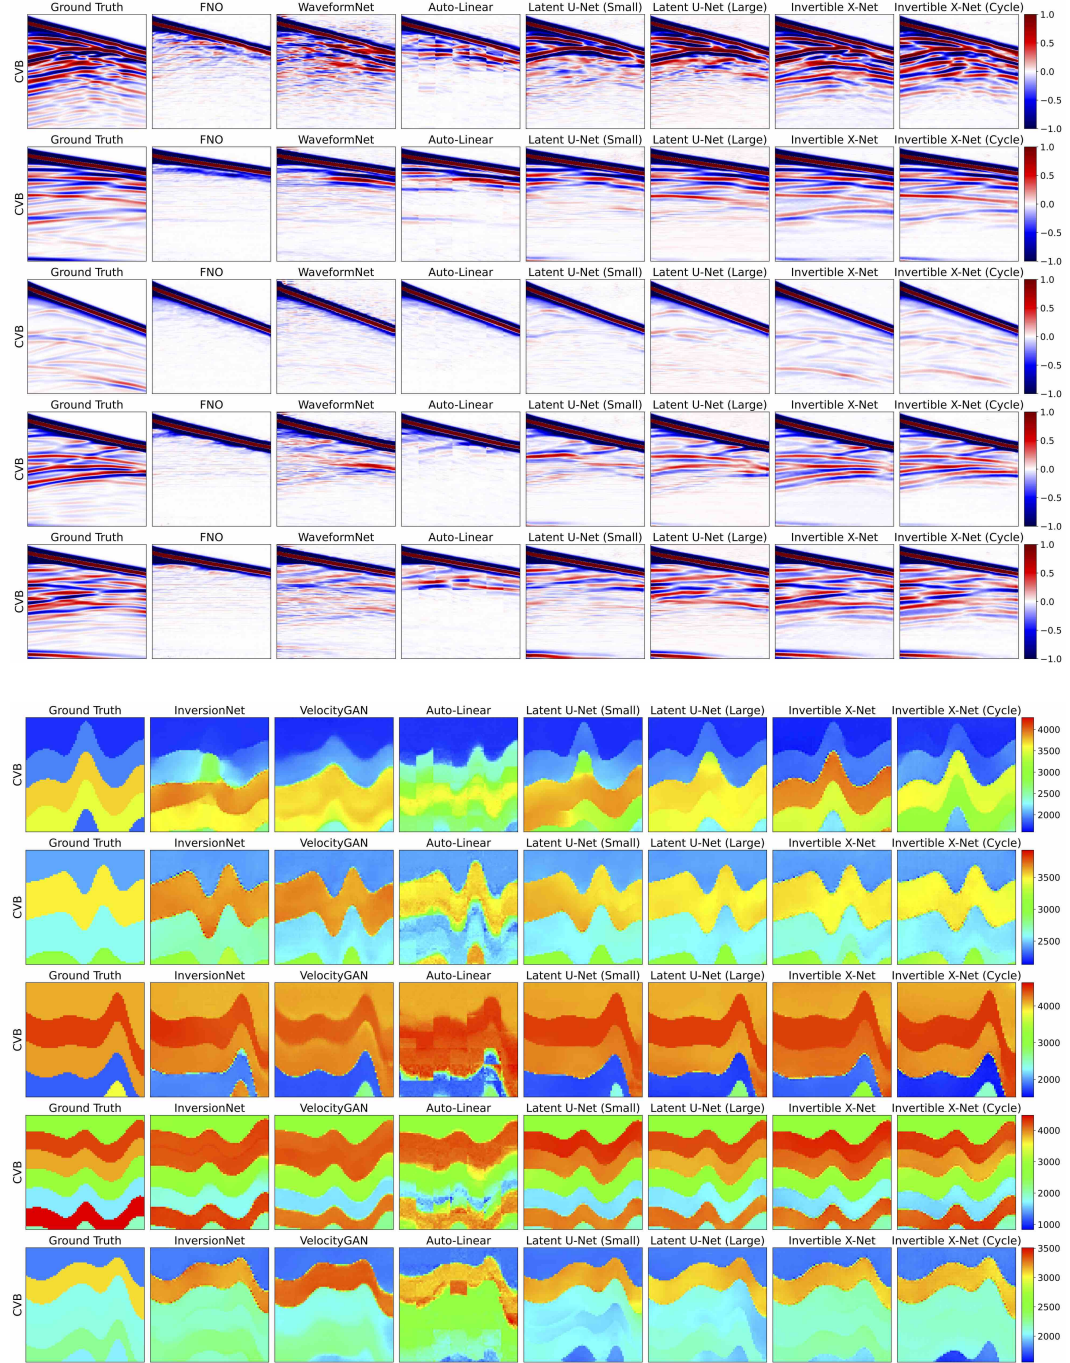 Ground Truth FNO WaveformNet Auto-Linear Latent U-Net (Small) Latent U-Net (Large) Invertible X-Net Invertible X-Net (Cycle)
CVB
1.0
0.5
0.0
−0.5
−1.0
Ground Truth FNO WaveformNet Auto-Linear Latent U-Net (Small) Latent U-Net (Large) Invertible X-Net Invertible X-Net (Cycle)
CVB
1.0
0.5
0.0
−0.5
−1.0
Ground Truth FNO WaveformNet Auto-Linear Latent U-Net (Small) Latent U-Net (Large) Invertible X-Net Invertible X-Net (Cycle)
CVB
1.0
0.5
0.0
−0.5
−1.0
Ground Truth FNO WaveformNet Auto-Linear Latent U-Net (Small) Latent U-Net (Large) Invertible X-Net Invertible X-Net (Cycle)
CVB
1.0
0.5
0.0
−0.5
−1.0
Ground Truth FNO WaveformNet Auto-Linear Latent U-Net (Small) Latent U-Net (Large) Invertible X-Net Invertible X-Net (Cycle)
CVB
1.0
0.5
0.0
−0.5
−1.0
Ground Truth InversionNet VelocityGAN Auto-Linear Latent U-Net (Small) Latent U-Net (Large) Invertible X-Net Invertible X-Net (Cycle)
CVB
4000
3500
3000
2500
2000
Ground Truth InversionNet VelocityGAN Auto-Linear Latent U-Net (Small) Latent U-Net (Large) Invertible X-Net Invertible X-Net (Cycle)
CVB
3500
3000
2500
Ground Truth InversionNet VelocityGAN Auto-Linear Latent U-Net (Small) Latent U-Net (Large) Invertible X-Net Invertible X-Net (Cycle)
CVB
4000
3000
2000
Ground Truth InversionNet VelocityGAN Auto-Linear Latent U-Net (Small) Latent U-Net (Large) Invertible X-Net Invertible X-Net (Cycle)
CVB
4000
3000
2000
1000
Ground Truth InversionNet VelocityGAN Auto-Linear Latent U-Net (Small) Latent U-Net (Large) Invertible X-Net Invertible X-Net (Cycle)
CVB
3500
3000
2500
2000